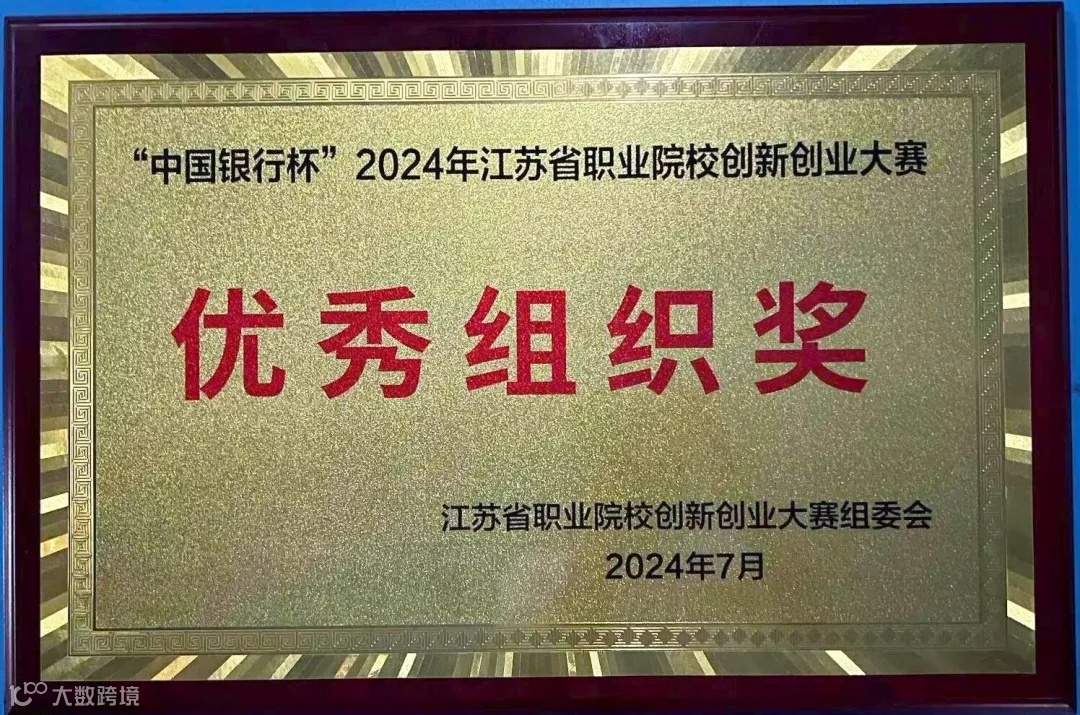 “中国银行杯”2024年江苏省职业院校创新创业大赛
优秀组织奖
江苏省职业院校创新创业大赛组委会
2024年7月
大数跨境